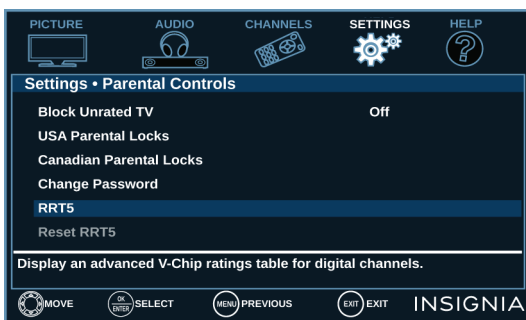 PICTURE AUDIO CHANNELS SETTINGS HELP
Settings • Parental Controls
Block Unrated TV Off
USA Parental Locks
Canadian Parental Locks
Change Password
RRT5
Reset RRT5
Display an advanced V-Chip ratings table for digital channels.
MOVE OK ENTER SELECT MENU PREVIOUS EXIT EXIT INSIGNIA